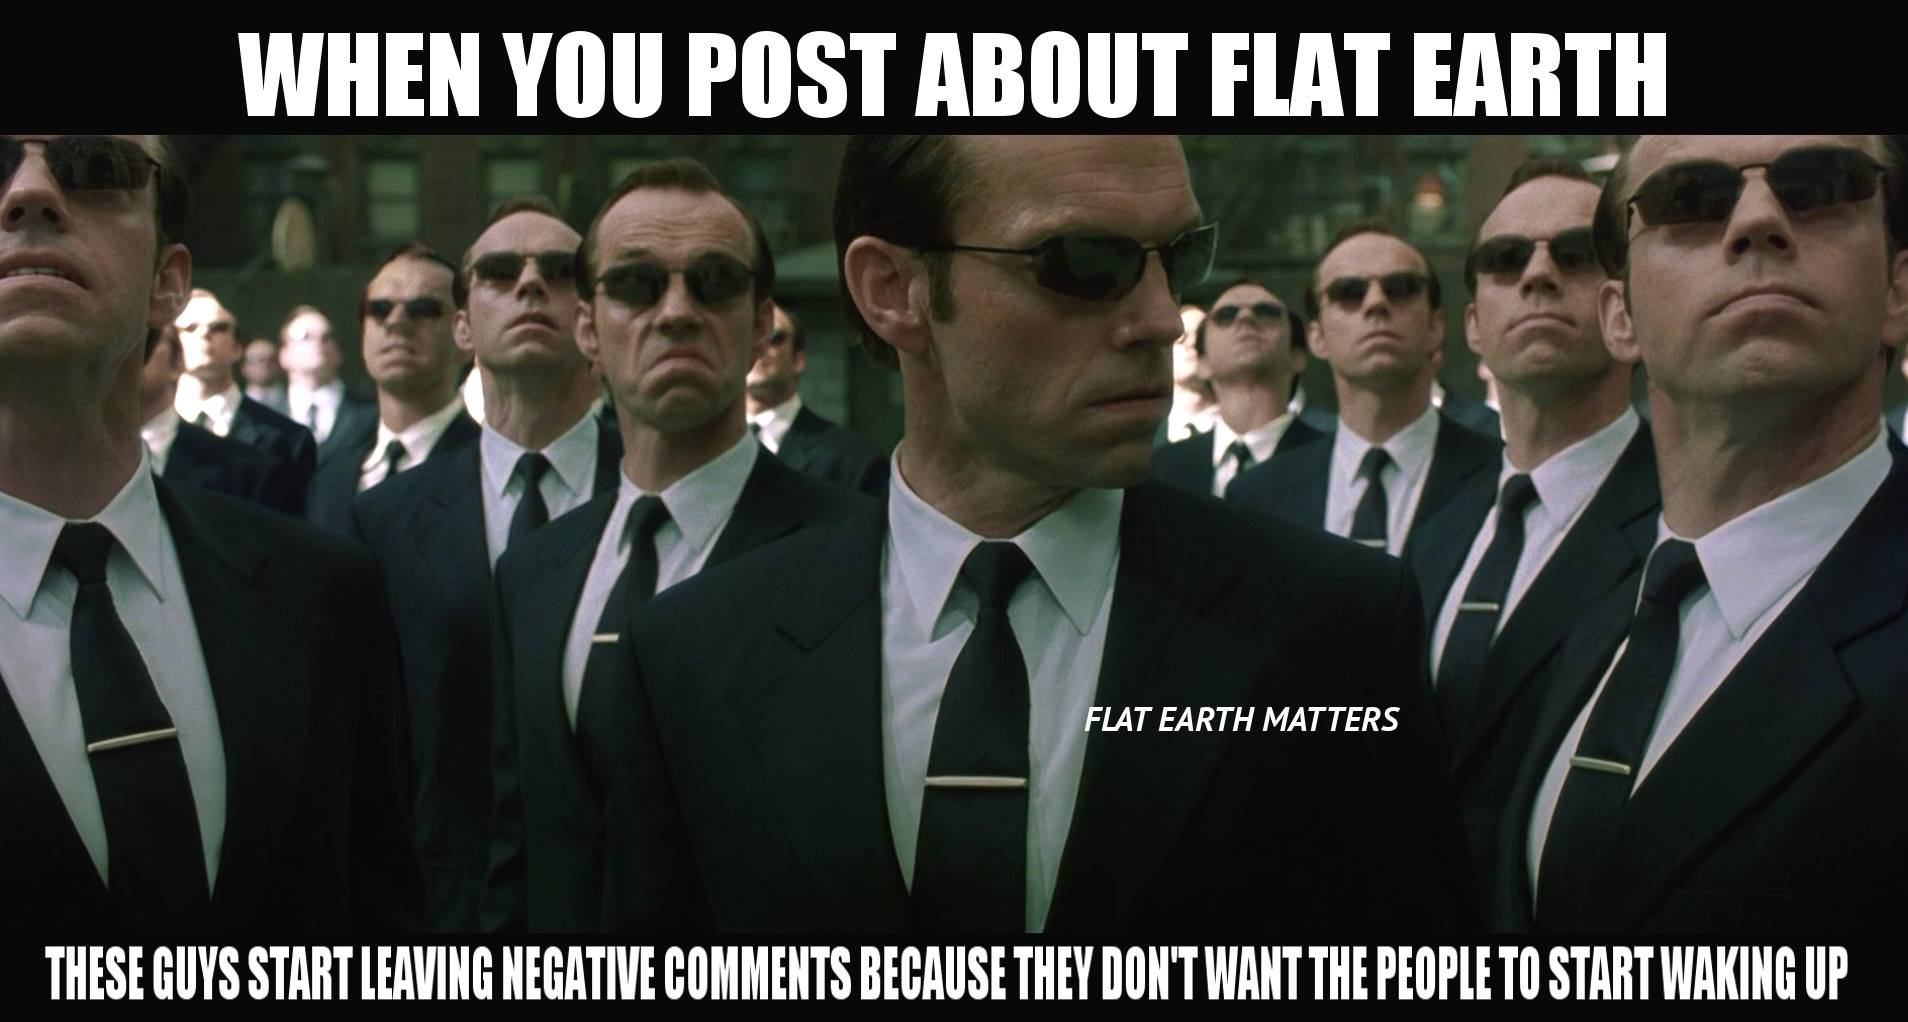 WHEN YOU POST ABOUT FLAT EARTH
FLAT EARTH MATTERS
THESE GUYS START LEAVING NEGATIVE COMMENTS BECAUSE THEY DON'T WANT THE PEOPLE TO START WAKING UP